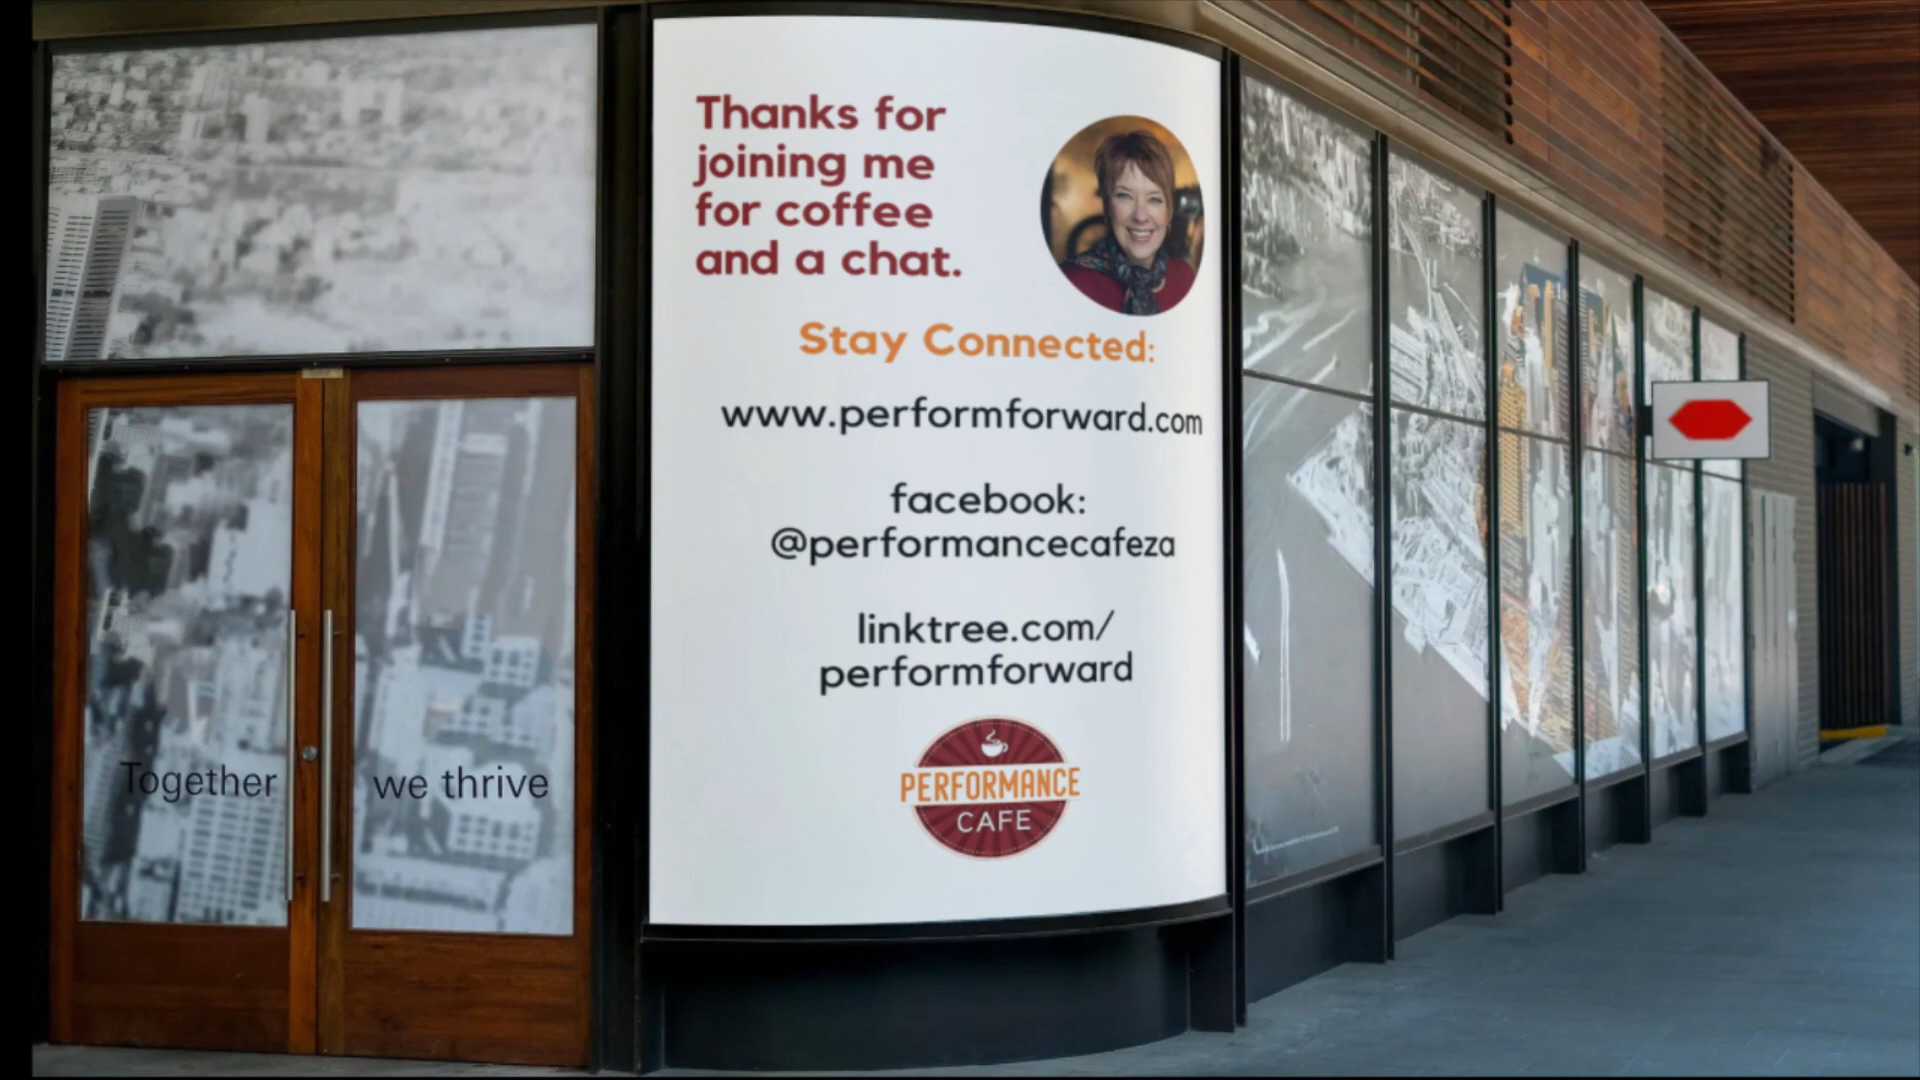 Thanks for
joining me
for coffee
and a chat.
Stay Connected:
www.performforward.com
facebook:
@performancecafeza
linktree.com/
performforward
PERFORMANCE
CAFE
Together we thrive